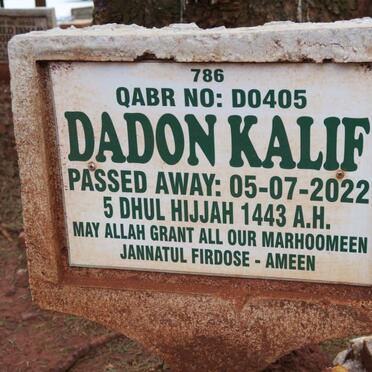 786
QABR NO: D0405
DADON KALIF
PASSED AWAY: 05-07-2022
5 DHUL HIJJAH 1443 A.H.
MAY ALLAH GRANT ALL OUR MARHOOMEEN
JANNATUL FIRDOSE - AMEEN